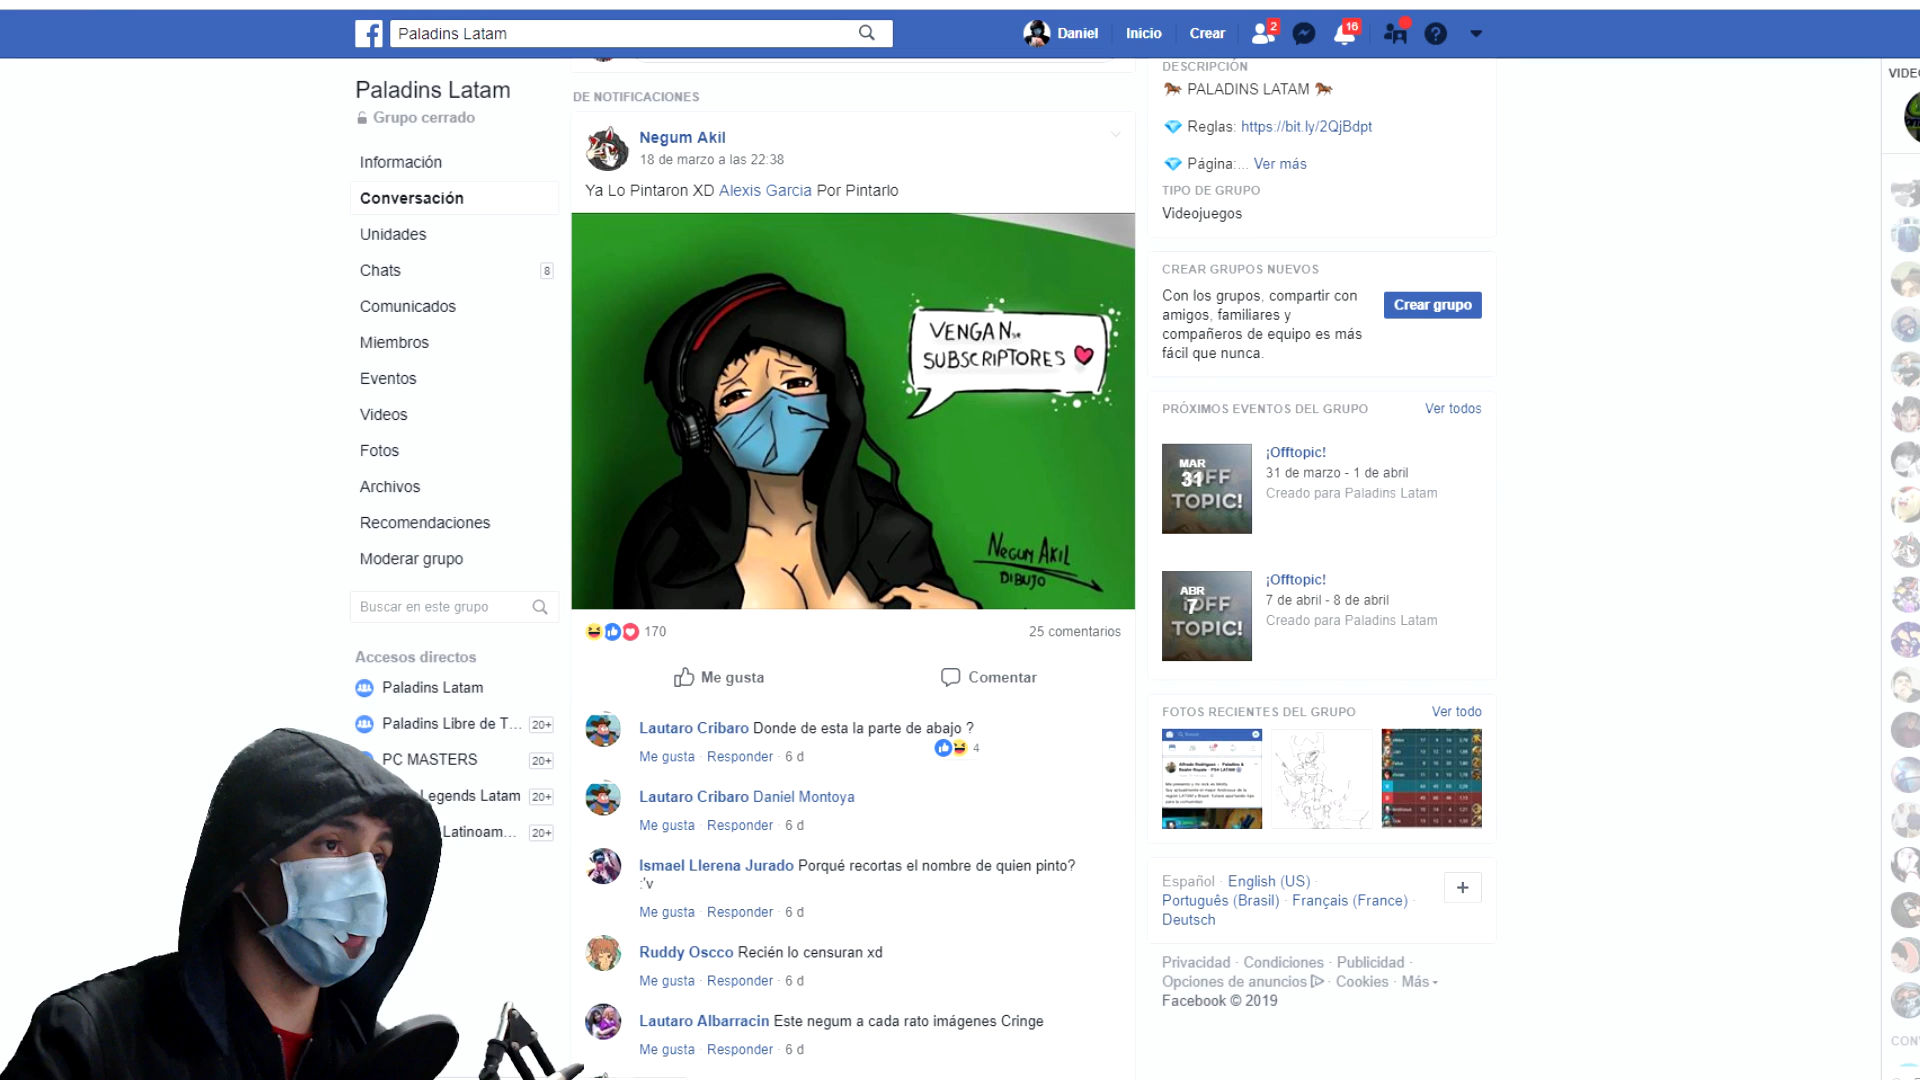 Paladins Latam
Daniel
Inicio
Crear
2
16
Paladins Latam
Grupo cerrado
Información
Conversación
Unidades
Chats
8
Comunicados
Miembros
Eventos
Videos
Fotos
Archivos
Recomendaciones
Moderar grupo
Buscar en este grupo
Accesos directos
Paladins Latam
Paladins Libre de T...
20+
PC MASTERS
20+
Legends Latam
20+
Latinoam...
20+
DE NOTIFICACIONES
Negum Akil
18 de marzo a las 22:38
Ya Lo Pintaron XD Alexis Garcia Por Pintarlo
VENGAN
SUBSCRIPTORES
NEGUM AKIL
DIBUJO
170
25 comentarios
Me gusta
Comentar
Lautaro Cribaro Donde de esta la parte de abajo ?
4
Me gusta · Responder · 6 d
Lautaro Cribaro Daniel Montoya
Me gusta · Responder · 6 d
Ismael Llerena Jurado Porqué recortas el nombre de quien pinto?
:'v
Me gusta · Responder · 6 d
Ruddy Oscco Recién lo censuran xd
Me gusta · Responder · 6 d
Lautaro Albarracin Este negum a cada rato imágenes Cringe
Me gusta · Responder · 6 d
DESCRIPCIÓN
🐎 PALADINS LATAM 🐎
💎 Reglas: https://bit.ly/2QjBdpt
💎 Página:... Ver más
TIPO DE GRUPO
Videojuegos
CREAR GRUPOS NUEVOS
Con los grupos, compartir con
amigos, familiares y
compañeros de equipo es más
fácil que nunca.
Crear grupo
PRÓXIMOS EVENTOS DEL GRUPO
Ver todos
MAR
31
OFF
TOPIC!
¡Offtopic!
31 de marzo - 1 de abril
Creado para Paladins Latam
ABR
7
OFF
TOPIC!
¡Offtopic!
7 de abril - 8 de abril
Creado para Paladins Latam
FOTOS RECIENTES DEL GRUPO
Ver todo
Español · English (US) ·
Português (Brasil) · Français (France) ·
Deutsch
Privacidad · Condiciones · Publicidad ·
Opciones de anuncios · Cookies · Más
Facebook © 2019